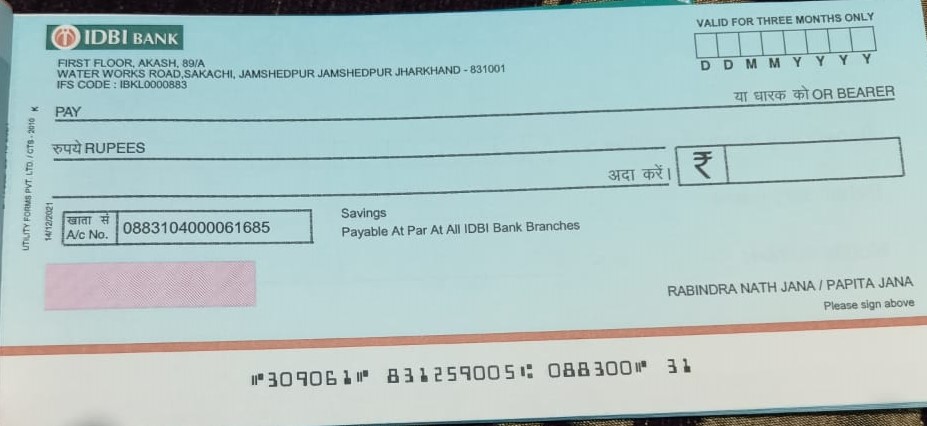 IDBI BANK
VALID FOR THREE MONTHS ONLY
D D M M Y Y Y Y
FIRST FLOOR, AKASH, 89/A
WATER WORKS ROAD,SAKACHI, JAMSHEDPUR JAMSHEDPUR JHARKHAND - 831001
IFS CODE : IBKL0000883
PAY
या धारक को OR BEARER
रुपये RUPEES
अदा करें।
₹
खाता सं
A/c No.
0883104000061685
Savings
Payable At Par At All IDBI Bank Branches
UTILITY FORMS PVT. LTD. / CTS - 2010 K
14/12/2021
RABINDRA NATH JANA / PAPITA JANA
Please sign above
⑈309061⑈ 831259005⑆ 088300⑈ 31